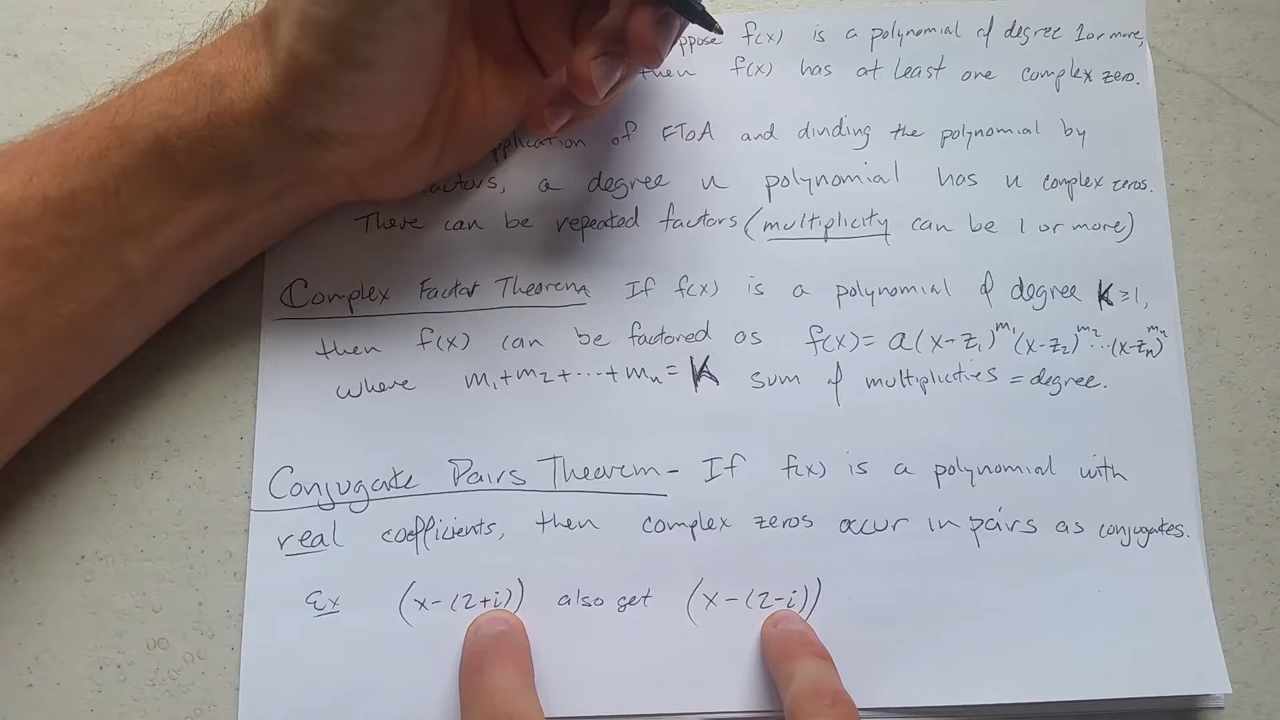 f(x) is a polynomial of degree 1 or more,
then f(x) has at least one complex zero.
of FToA and dividing the polynomial by
a degree n polynomial has n complex zeros.
There can be repeated factors (multiplicity can be 1 or more)
Complex Factor Theorem If f(x) is a polynomial of degree K≥1,
then f(x) can be factored as f(x)= a(x-z₁)^m₁(x-z₂)^m₂...(x-zₙ)^mₙ
where m₁+m₂+...+mₙ=K sum of multiplicties = degree.
Conjugate Pairs Theorem - If f(x) is a polynomial with
real coefficients, then complex zeros occur in pairs as conjugates.
Ex (x-(2+i)) also get (x-(2-i))